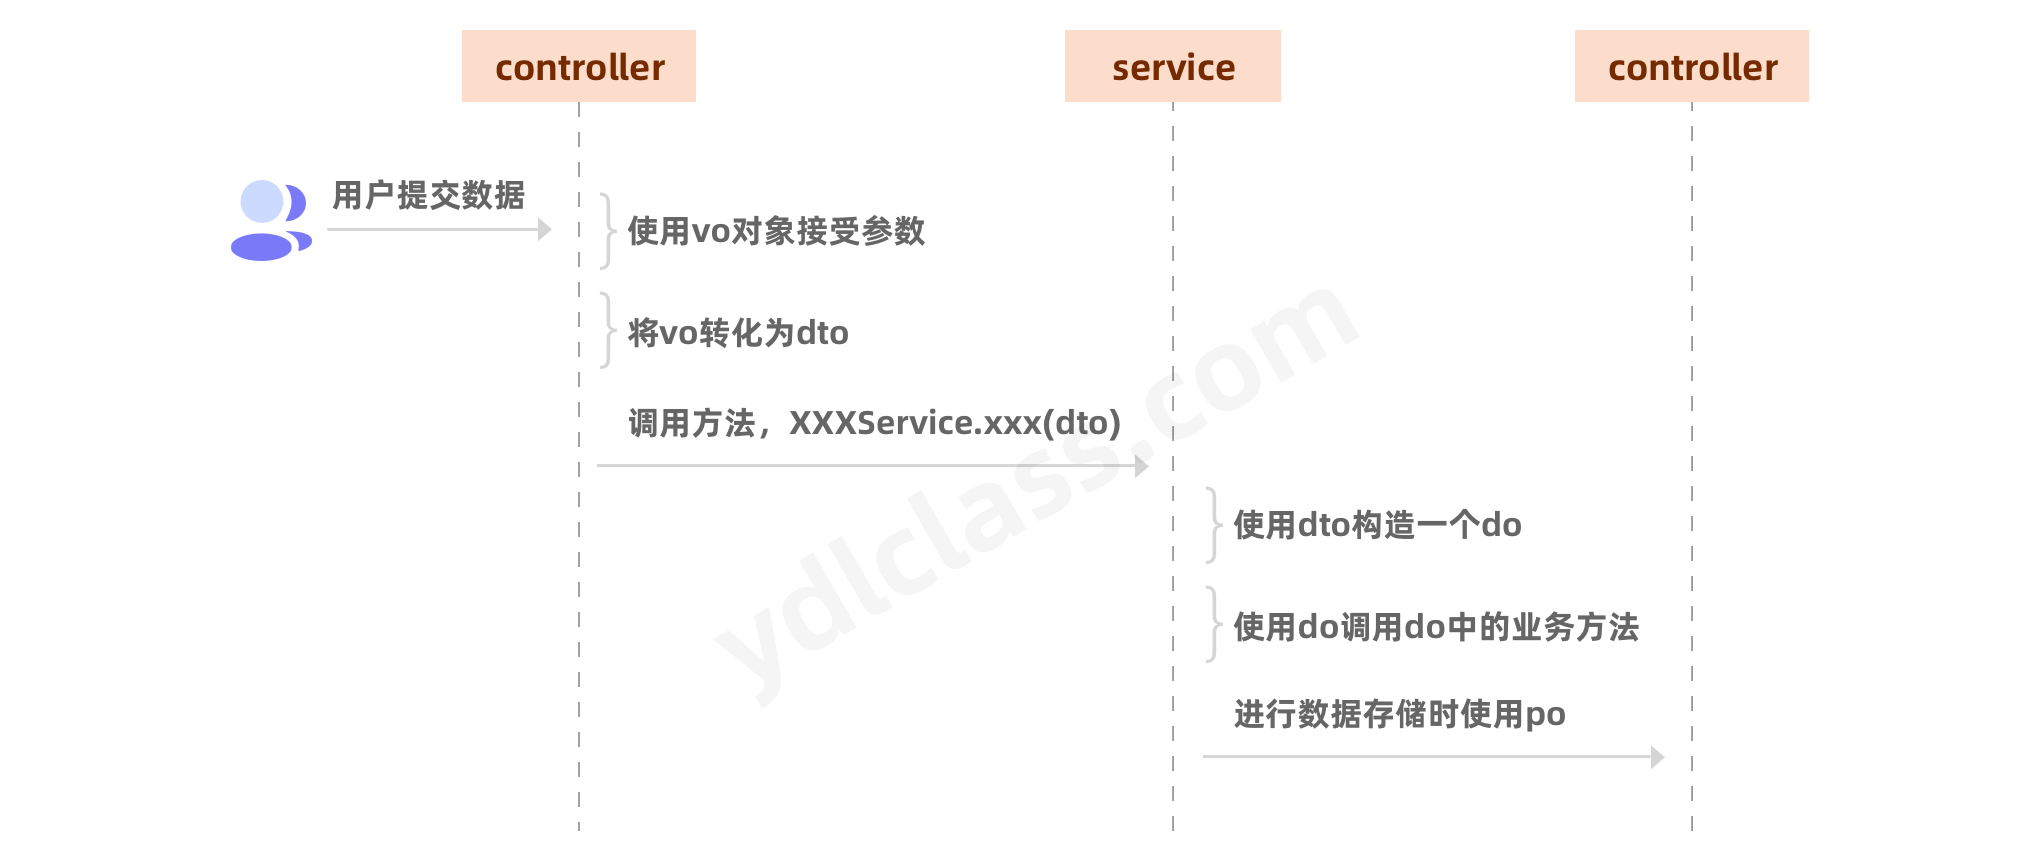 controller
service
controller
用户提交数据
使用vo对象接受参数
将vo转化为dto
调用方法，XXXService.xxx(dto)
使用dto构造一个do
使用do调用do中的业务方法
进行数据存储时使用po
ydlclass.com